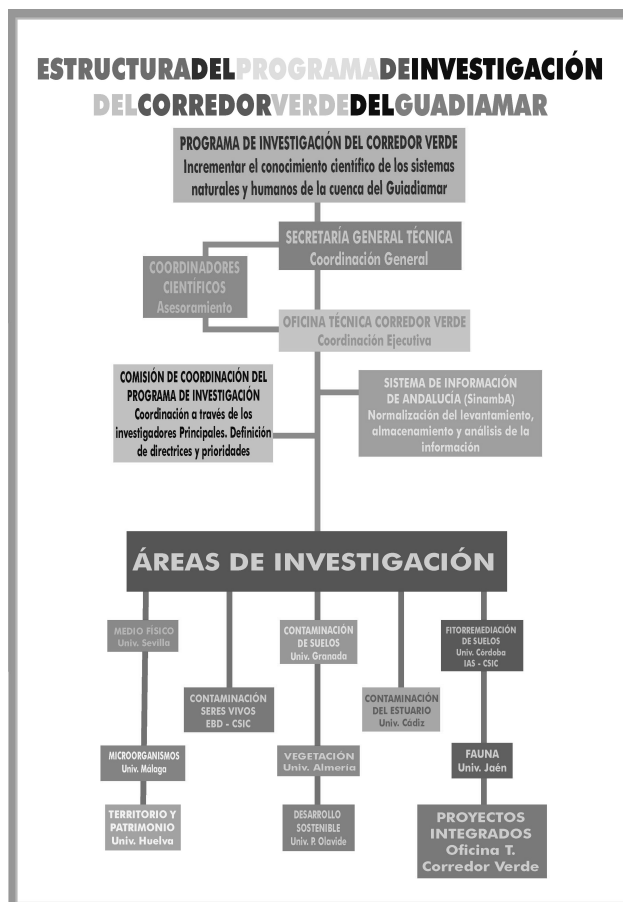 ESTRUCTURADELPROGRAMADEINVESTIGACIÓN
DELCORREDORVERDEDELGUADIAMAR
PROGRAMA DE INVESTIGACIÓN DEL CORREDOR VERDE
Incrementar el conocimiento científico de los sistemas
naturales y humanos de la cuenca del Guiadiamar
SECRETARÍA GENERAL TÉCNICA
Coordinación General
COORDINADORES
CIENTÍFICOS
Asesoramiento
OFICINA TÉCNICA CORREDOR VERDE
Coordinación Ejecutiva
COMISIÓN DE COORDINACIÓN DEL
PROGRAMA DE INVESTIGACIÓN
Coordinación a través de los
investigadores Principales. Definición
de directrices y prioridades
SISTEMA DE INFORMACIÓN
DE ANDALUCÍA (SinambA)
Normalización del levantamiento,
almacenamiento y análisis de la
información
ÁREAS DE INVESTIGACIÓN
MEDIO FÍSICO
Univ. Sevilla
CONTAMINACIÓN
DE SUELOS
Univ. Granada
FITORREMEDIACIÓN
DE SUELOS
Univ. Córdoba
IAS - CSIC
CONTAMINACIÓN
SERES VIVOS
EBD - CSIC
CONTAMINACIÓN
DEL ESTUARIO
Univ. Cádiz
MICROORGANISMOS
Univ. Málaga
VEGETACIÓN
Univ. Almería
FAUNA
Univ. Jaén
TERRITORIO Y
PATRIMONIO
Univ. Huelva
DESARROLLO
SOSTENIBLE
Univ. P. Olavide
PROYECTOS
INTEGRADOS
Oficina T.
Corredor Verde